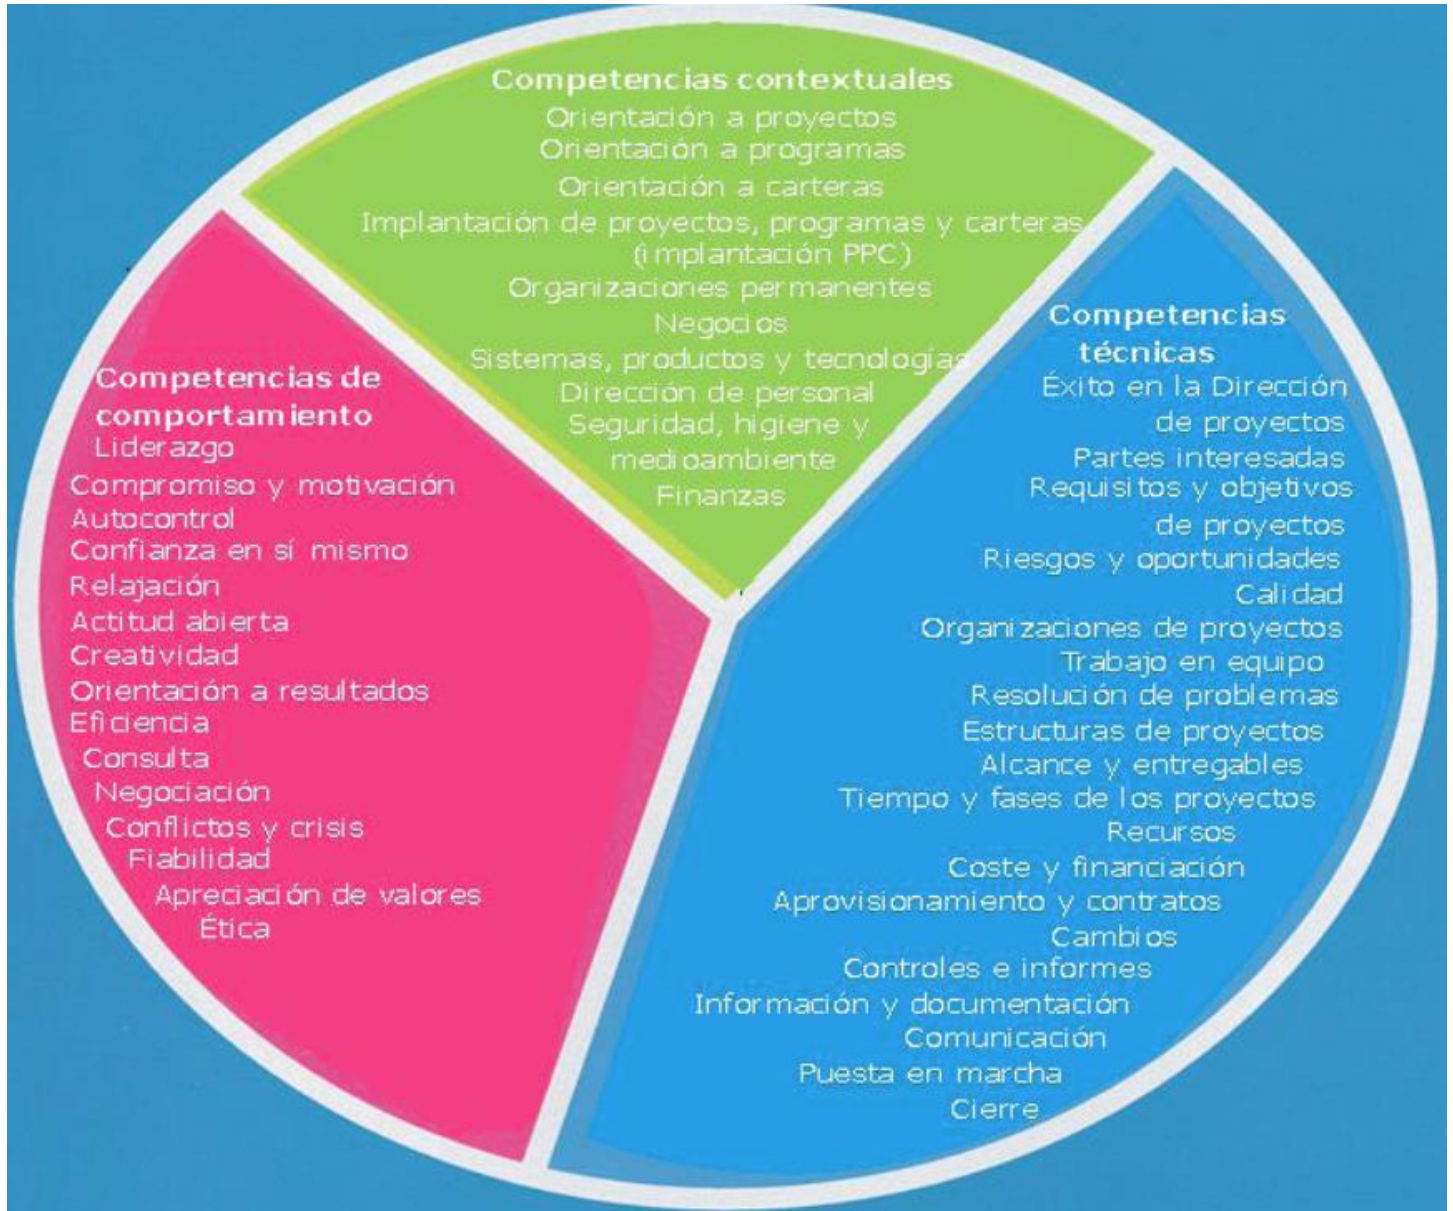 Competencias contextuales
Orientación a proyectos
Orientación a programas
Orientación a carteras
Implantación de proyectos, programas y carteras
(implantación PPC)
Organizaciones permanentes
Negocios
Sistemas, productos y tecnologías
Dirección de personal
Seguridad, higiene y
medioambiente
Finanzas
Competencias de
comportamiento
Liderazgo
Compromiso y motivación
Autocontrol
Confianza en sí mismo
Relajación
Actitud abierta
Creatividad
Orientación a resultados
Eficiencia
Consulta
Negociación
Conflictos y crisis
Fiabilidad
Apreciación de valores
Ética
Competencias
técnicas
Éxito en la Dirección
de proyectos
Partes interesadas
Requisitos y objetivos
de proyectos
Riesgos y oportunidades
Calidad
Organizaciones de proyectos
Trabajo en equipo
Resolución de problemas
Estructuras de proyectos
Alcance y entregables
Tiempo y fases de los proyectos
Recursos
Coste y financiación
Aprovisionamiento y contratos
Cambios
Controles e informes
Información y documentación
Comunicación
Puesta en marcha
Cierre